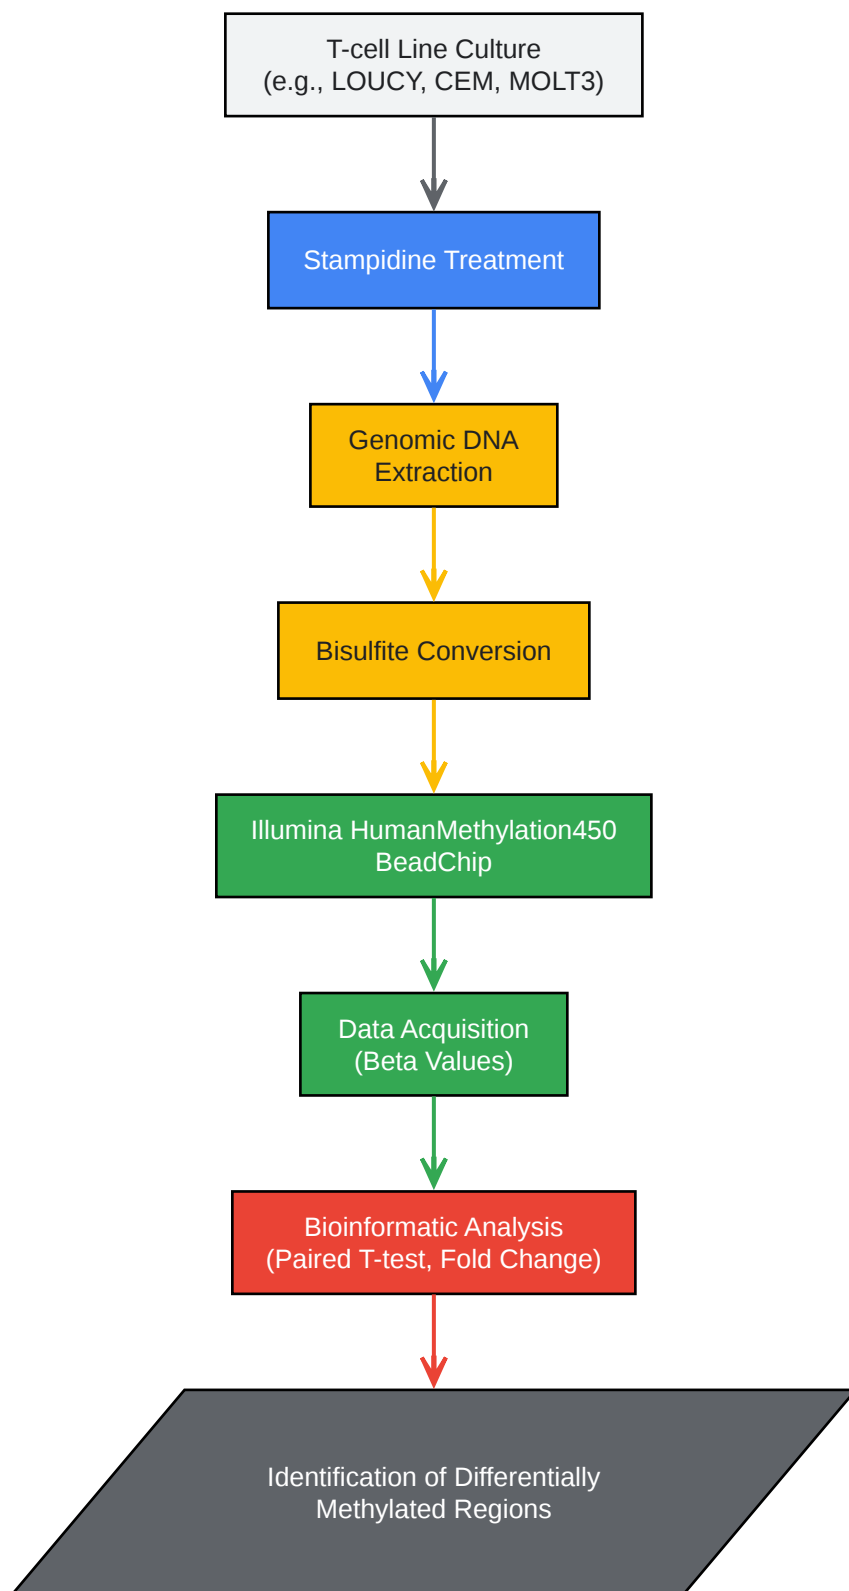 T-cell Line Culture
(e.g., LOUCY, CEM, MOLT3)
Stampidine Treatment
Genomic DNA
Extraction
Bisulfite Conversion
Illumina HumanMethylation450
BeadChip
Data Acquisition
(Beta Values)
Bioinformatic Analysis
(Paired T-test, Fold Change)
Identification of Differentially
Methylated Regions